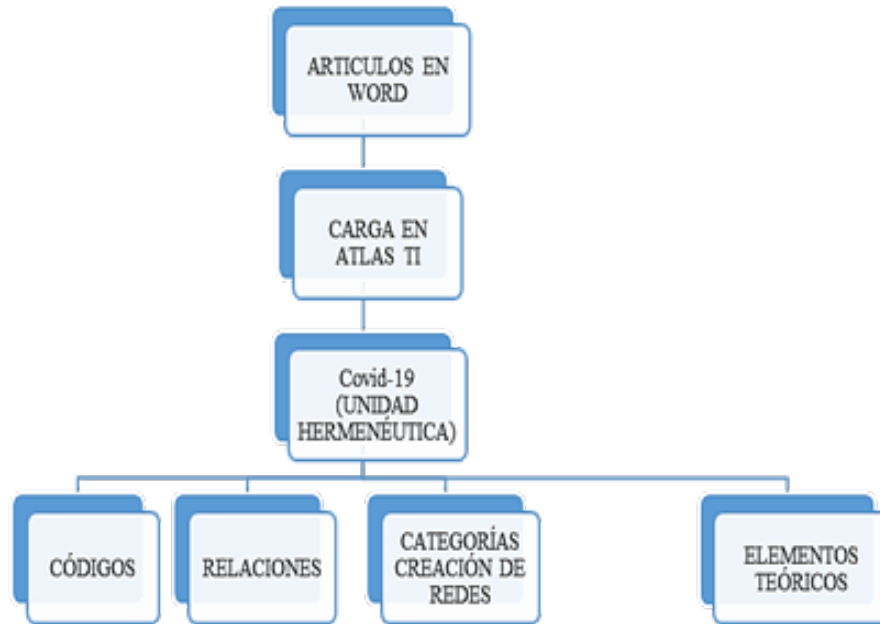 ARTICULOS EN
WORD
CARGA EN
ATLAS TI
Covid-19
(UNIDAD
HERMENÉUTICA)
CÓDIGOS
RELACIONES
CATEGORÍAS
CREACIÓN DE
REDES
ELEMENTOS
TEÓRICOS